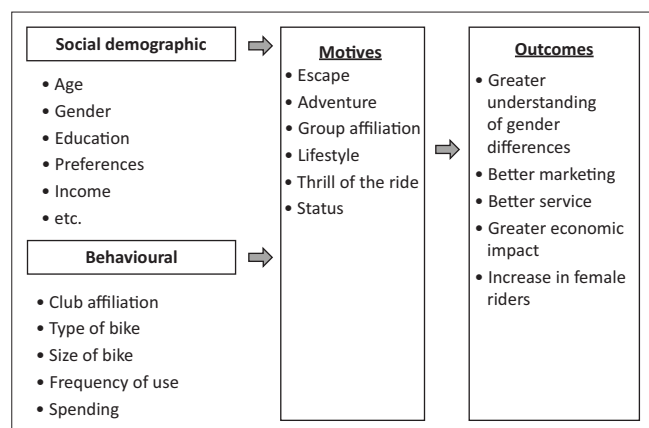 Social demographic
• Age
• Gender
• Education
• Preferences
• Income
• etc.
Behavioural
• Club affiliation
• Type of bike
• Size of bike
• Frequency of use
• Spending
Motives
• Escape
• Adventure
• Group affiliation
• Lifestyle
• Thrill of the ride
• Status
Outcomes
• Greater
understanding
of gender
differences
• Better marketing
• Better service
• Greater economic
impact
• Increase in female
riders